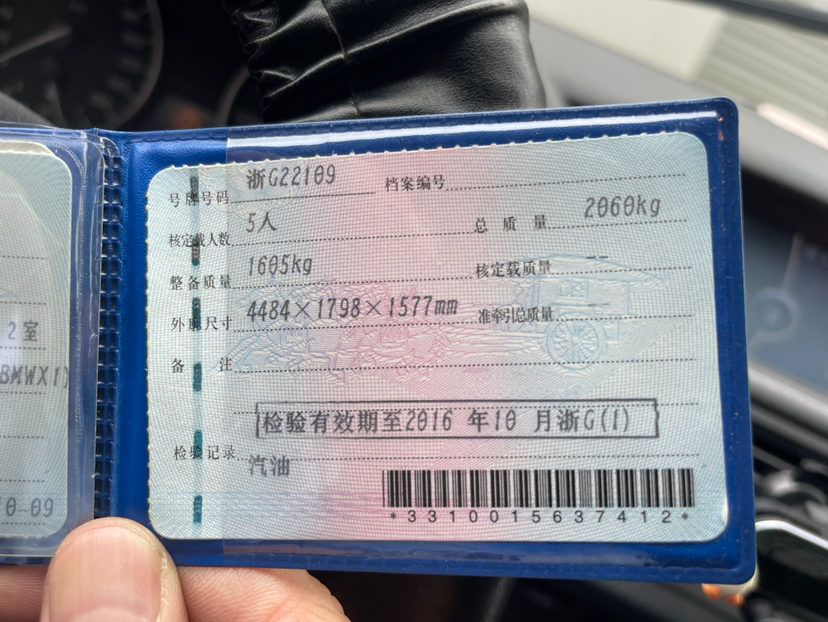 2室
BMWX1)
0-09
号牌号码 浙G22109 档案编号
核定载人数 5人 总质量 2060kg
整备质量 1605kg 核定载质量 --
外廓尺寸 4484×1798×1577mm 准牵引总质量 --
备注
检验有效期至2016年10月浙G(1)
检验记录
汽油
*3310015637412*